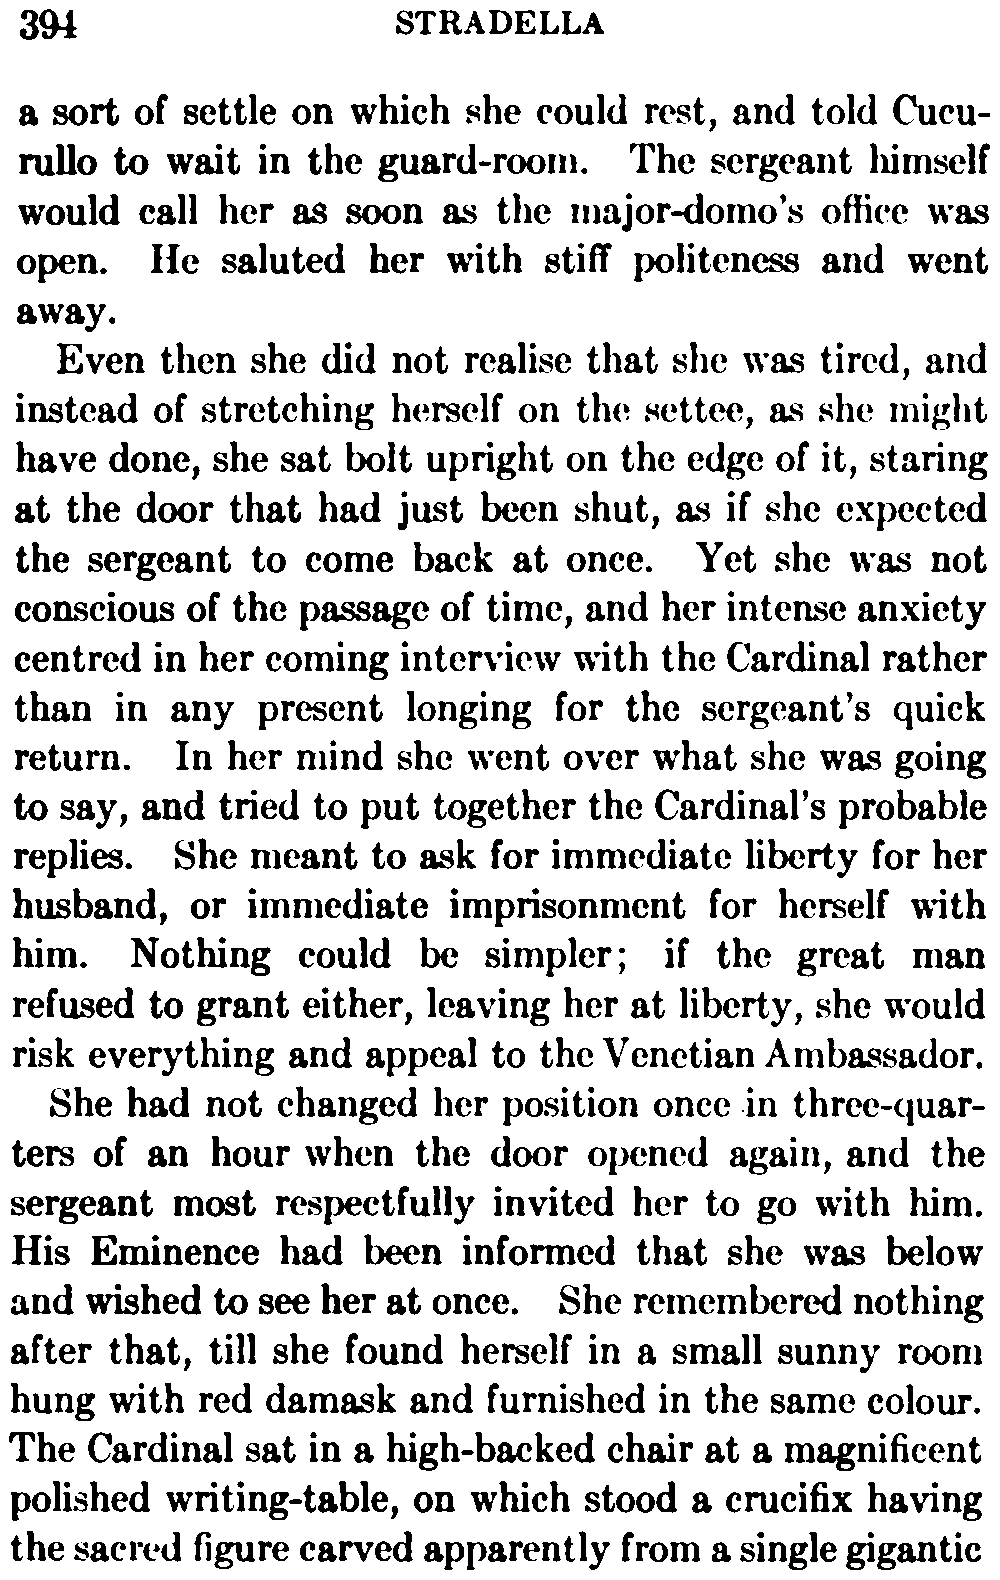 394 STRADELLA
a sort of settle on which she could rest, and told Cucu-
rullo to wait in the guard-room. The sergeant himself
would call her as soon as the major-domo's office was
open. He saluted her with stiff politeness and went
away.
Even then she did not realise that she was tired, and
instead of stretching herself on the settee, as she might
have done, she sat bolt upright on the edge of it, staring
at the door that had just been shut, as if she expected
the sergeant to come back at once. Yet she was not
conscious of the passage of time, and her intense anxiety
centred in her coming interview with the Cardinal rather
than in any present longing for the sergeant's quick
return. In her mind she went over what she was going
to say, and tried to put together the Cardinal's probable
replies. She meant to ask for immediate liberty for her
husband, or immediate imprisonment for herself with
him. Nothing could be simpler; if the great man
refused to grant either, leaving her at liberty, she would
risk everything and appeal to the Venetian Ambassador.
She had not changed her position once in three-quar-
ters of an hour when the door opened again, and the
sergeant most respectfully invited her to go with him.
His Eminence had been informed that she was below
and wished to see her at once. She remembered nothing
after that, till she found herself in a small sunny room
hung with red damask and furnished in the same colour.
The Cardinal sat in a high-backed chair at a magnificent
polished writing-table, on which stood a crucifix having
the sacred figure carved apparently from a single gigantic